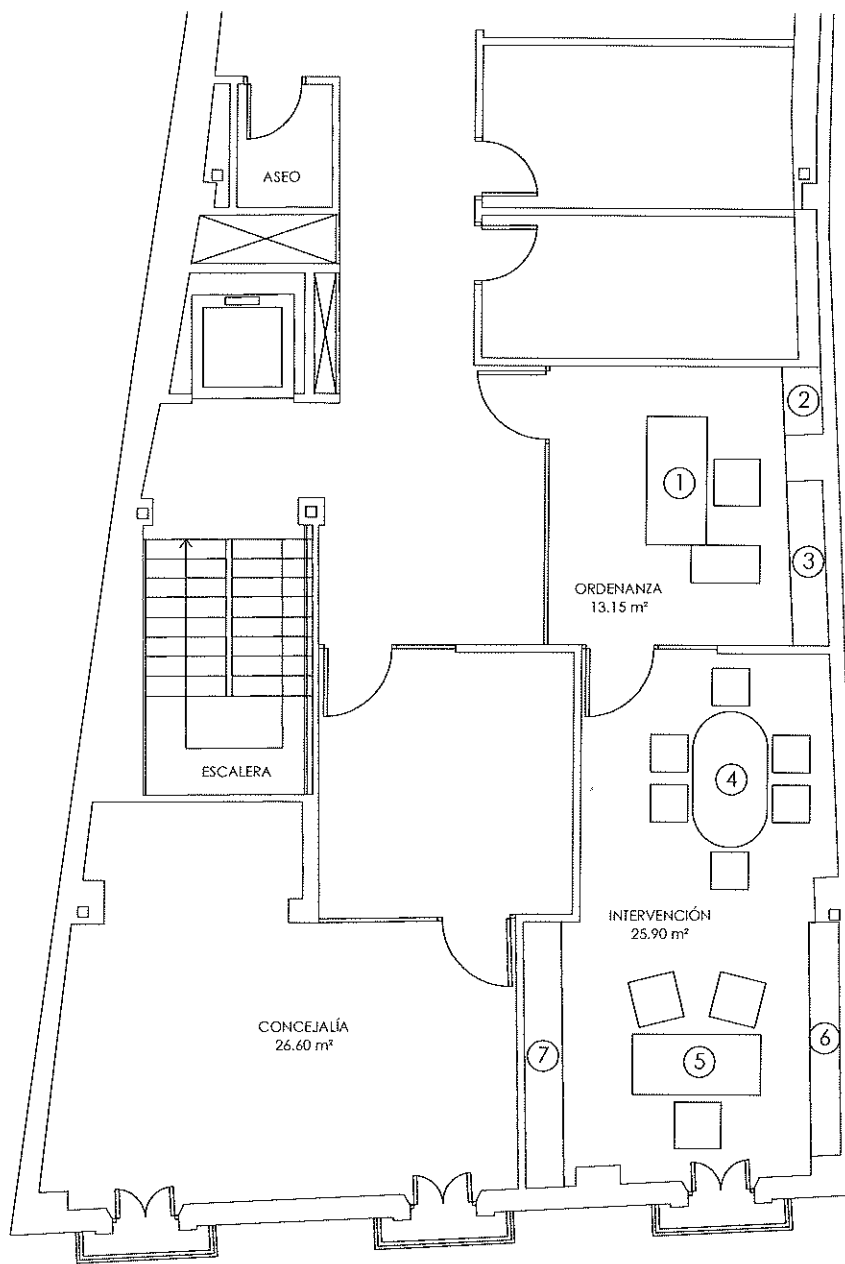 ASEO
2
1
3
ORDENANZA
13.15 m²
ESCALERA
4
INTERVENCIÓN
25.90 m²
CONCEJALÍA
26.60 m²
7
5
6